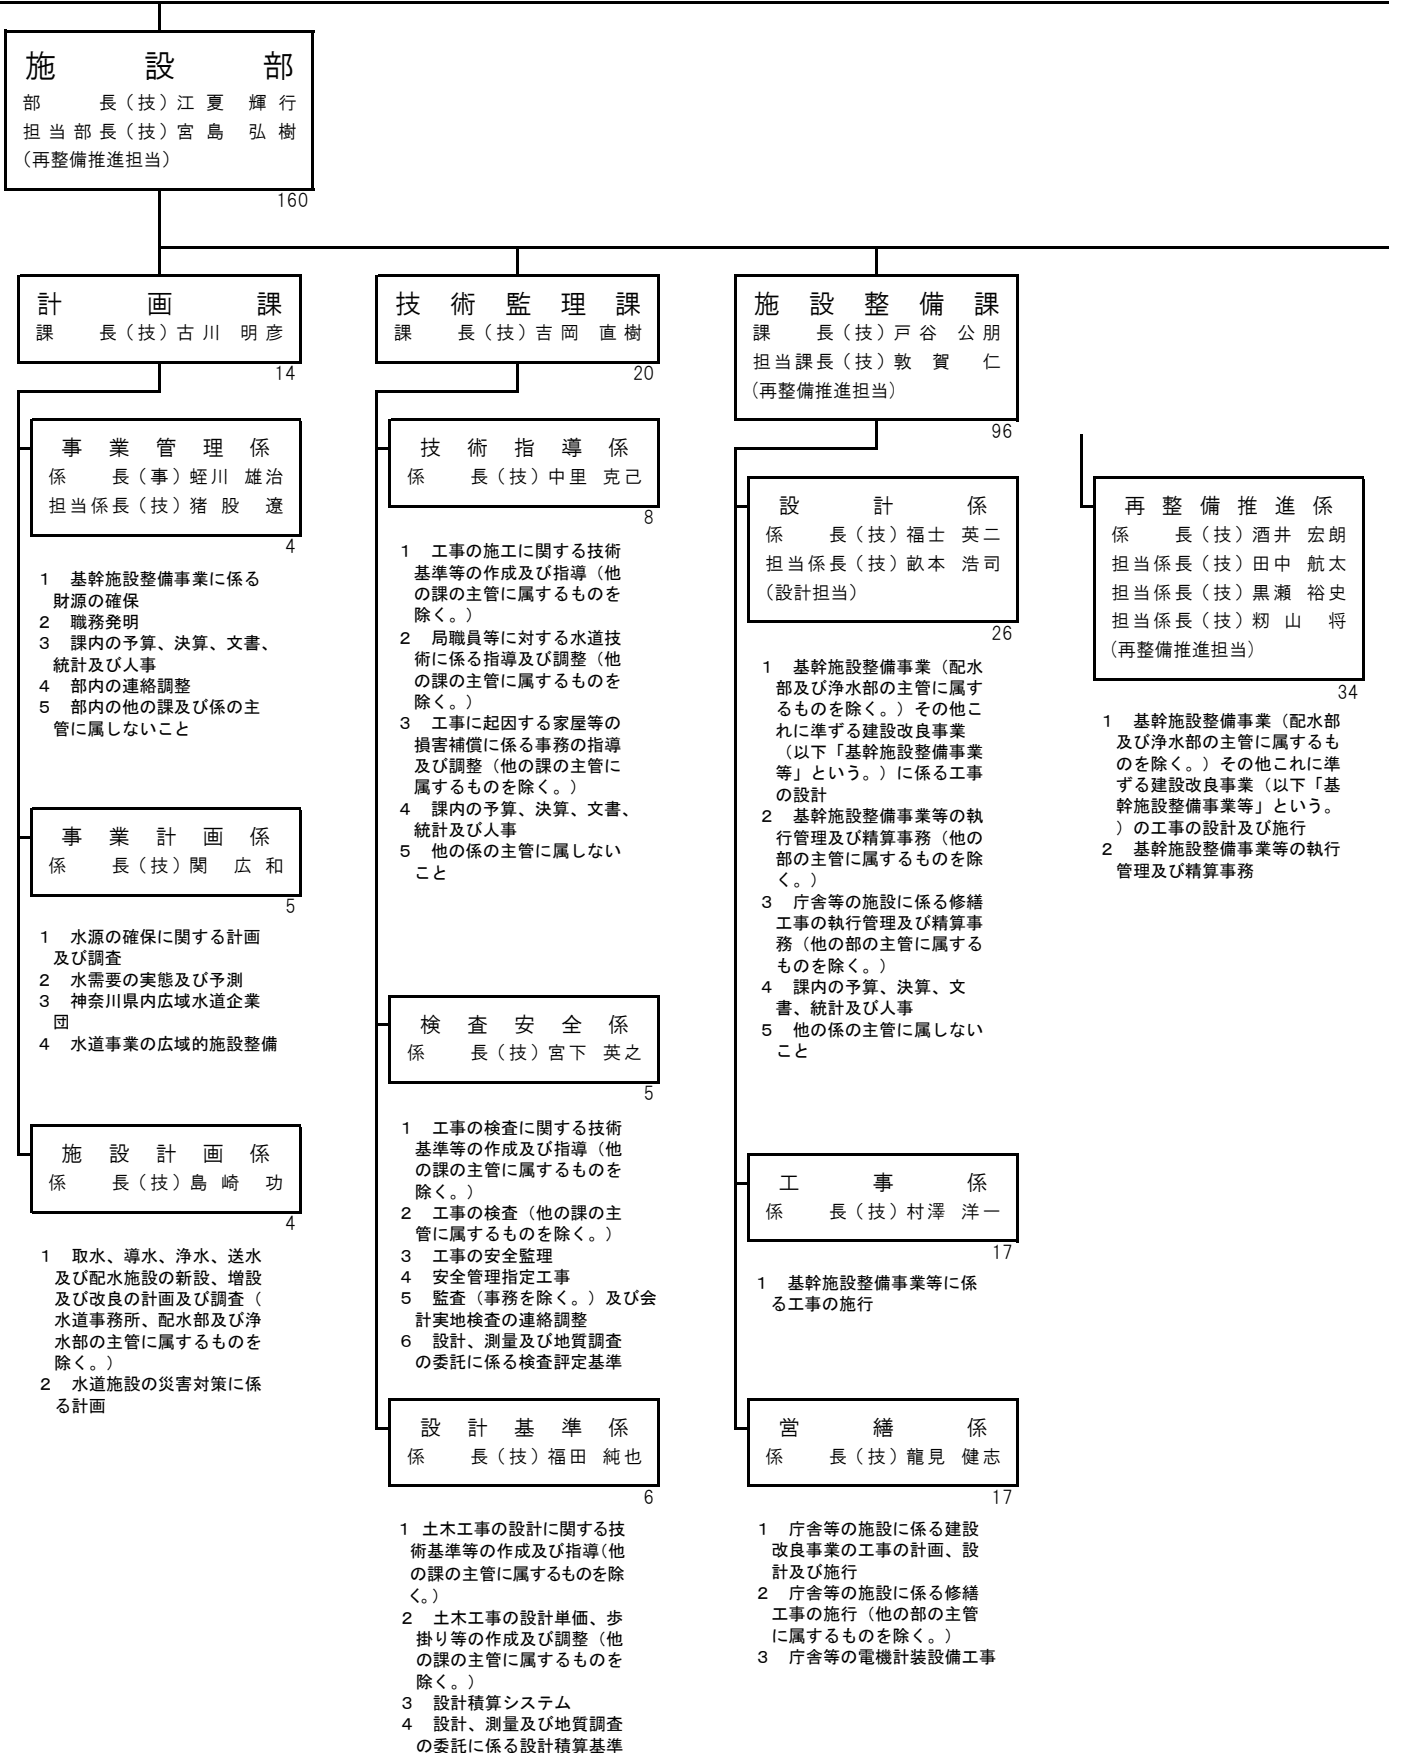 施設部
部長（技）江夏 輝行
担当部長（技）宮島 弘樹
（再整備推進担当）
160
計画課
課長（技）古川 明彦
14
事業管理係
係長（事）蛭川 雄治
担当係長（技）猪股 遼
4
1 基幹施設整備事業に係る
財源の確保
2 職務発明
3 課内の予算、決算、文書、
統計及び人事
4 部内の連絡調整
5 部内の他の課及び係の主
管に属しないこと
事業計画係
係長（技）関 広和
5
1 水源の確保に関する計画
及び調査
2 水需要の実態及び予測
3 神奈川県内広域水道企業
団
4 水道事業の広域的施設整備
施設計画係
係長（技）島崎 功
4
1 取水、導水、浄水、送水
及び配水施設の新設、増設
及び改良の計画及び調査（
水道事務所、配水部及び浄
水部の主管に属するものを
除く。）
2 水道施設の災害対策に係
る計画
技術監理課
課長（技）吉岡 直樹
20
技術指導係
係長（技）中里 克己
8
1 工事の施工に関する技術
基準等の作成及び指導（他
の課の主管に属するものを
除く。）
2 局職員等に対する水道技
術に係る指導及び調整（他
の課の主管に属するものを
除く。）
3 工事に起因する家屋等の
損害補償に係る事務の指導
及び調整（他の課の主管に
属するものを除く。）
4 課内の予算、決算、文書、
統計及び人事
5 他の係の主管に属しない
こと
検査安全係
係長（技）宮下 英之
5
1 工事の検査に関する技術
基準等の作成及び指導（他
の課の主管に属するものを
除く。）
2 工事の検査（他の課の主
管に属するものを除く。）
3 工事の安全監理
4 安全管理指定工事
5 監査（事務を除く。）及び会
計実地検査の連絡調整
6 設計、測量及び地質調査
の委託に係る検査評定基準
設計基準係
係長（技）福田 純也
6
1 土木工事の設計に関する技
術基準等の作成及び指導（他
の課の主管に属するものを除
く。）
2 土木工事の設計単価、歩
掛り等の作成及び調整（他
の課の主管に属するものを
除く。）
3 設計積算システム
4 設計、測量及び地質調査
の委託に係る設計積算基準
施設整備課
課長（技）戸谷 公朋
担当課長（技）敦賀 仁
（再整備推進担当）
96
設計係
係長（技）福士 英二
担当係長（技）畝本 浩司
（設計担当）
26
1 基幹施設整備事業（配水
部及び浄水部の主管に属す
るものを除く。）その他こ
れに準ずる建設改良事業
（以下「基幹施設整備事業
等」という。）に係る工事
の設計
2 基幹施設整備事業等の執
行管理及び精算事務（他の
部の主管に属するものを除
く。）
3 庁舎等の施設に係る修繕
工事の執行管理及び精算事
務（他の部の主管に属する
ものを除く。）
4 課内の予算、決算、文
書、統計及び人事
5 他の係の主管に属しない
こと
工事係
係長（技）村澤 洋一
17
1 基幹施設整備事業等に係
る工事の施行
営繕係
係長（技）龍見 健志
17
1 庁舎等の施設に係る建設
改良事業の工事の計画、設
計及び施行
2 庁舎等の施設に係る修繕
工事の施行（他の部の主管
に属するものを除く。）
3 庁舎等の電機計装設備工事
再整備推進係
係長（技）酒井 宏朗
担当係長（技）田中 航太
担当係長（技）黒瀬 裕史
担当係長（技）籾山 将
（再整備推進担当）
34
1 基幹施設整備事業（配水部
及び浄水部の主管に属するも
のを除く。）その他これに準
ずる建設改良事業（以下「基
幹施設整備事業等」という。
）の工事の設計及び施行
2 基幹施設整備事業等の執行
管理及び精算事務